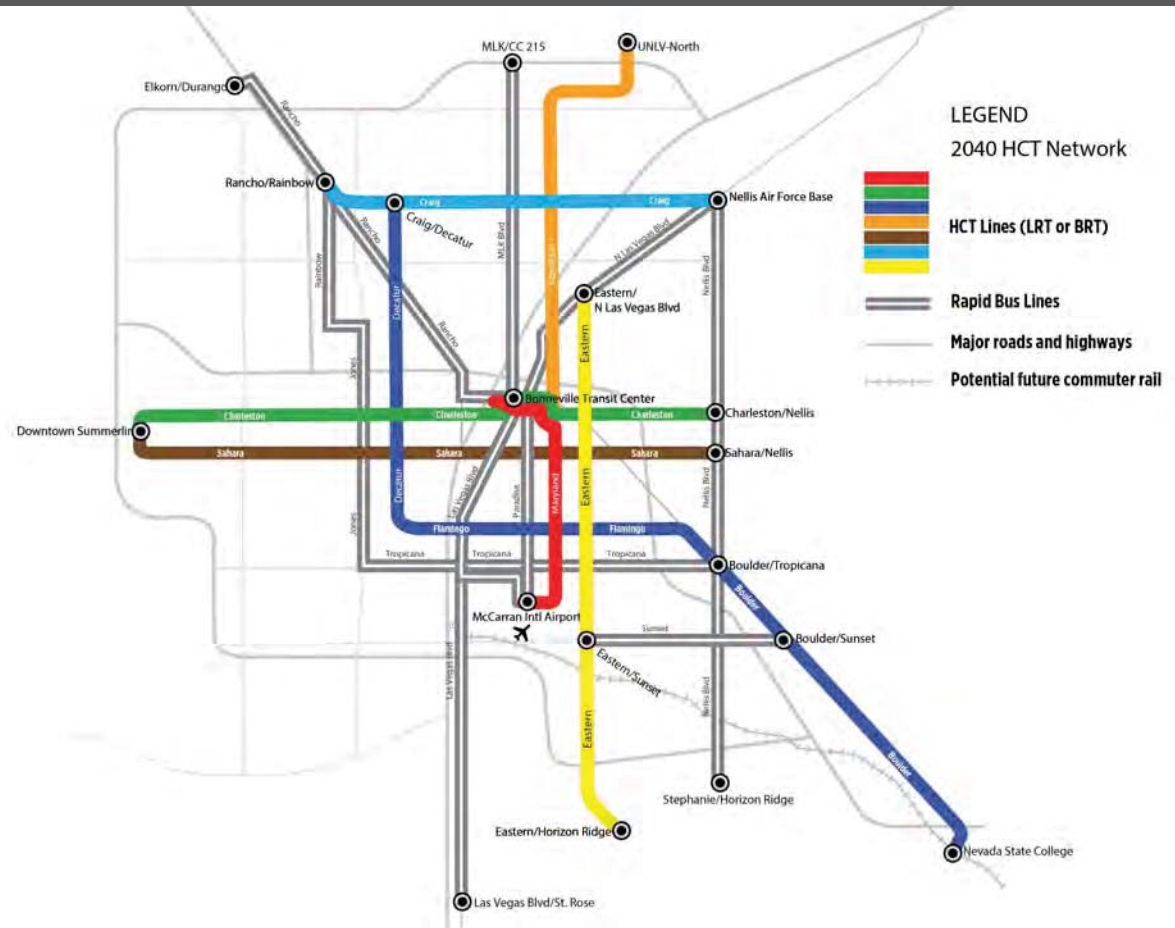 MLK/CC 215
UNLV-North
Elkorn/Durango
Rancho
LEGEND
2040 HCT Network
HCT Lines (LRT or BRT)
Rapid Bus Lines
Major roads and highways
Potential future commuter rail
Rancho/Rainbow
Craig
Craig
Nellis Air Force Base
Craig/Decatur
Rancho
MLK Blvd
N Las Vegas Blvd
Rainbow
Nellis Blvd
Decatur
Eastern/
N Las Vegas Blvd
Rancho
Eastern
Jones
Bonneville Transit Center
Charleston
Charleston
Charleston
Charleston/Nellis
Downtown Summerlin
Sahara
Sahara
Sahara
Sahara/Nellis
Decatur
Las Vegas Blvd
Paradise
Maryland
Eastern
Nellis Blvd
Jones
Flamingo
Flamingo
Tropicana
Tropicana
Tropicana
Boulder/Tropicana
Boulder
McCarran Intl Airport
Sunset
Boulder/Sunset
Eastern/Sunset
Las Vegas Blvd
Nellis Blvd
Eastern
Boulder
Stephanie/Horizon Ridge
Eastern/Horizon Ridge
Nevada State College
Las Vegas Blvd/St. Rose